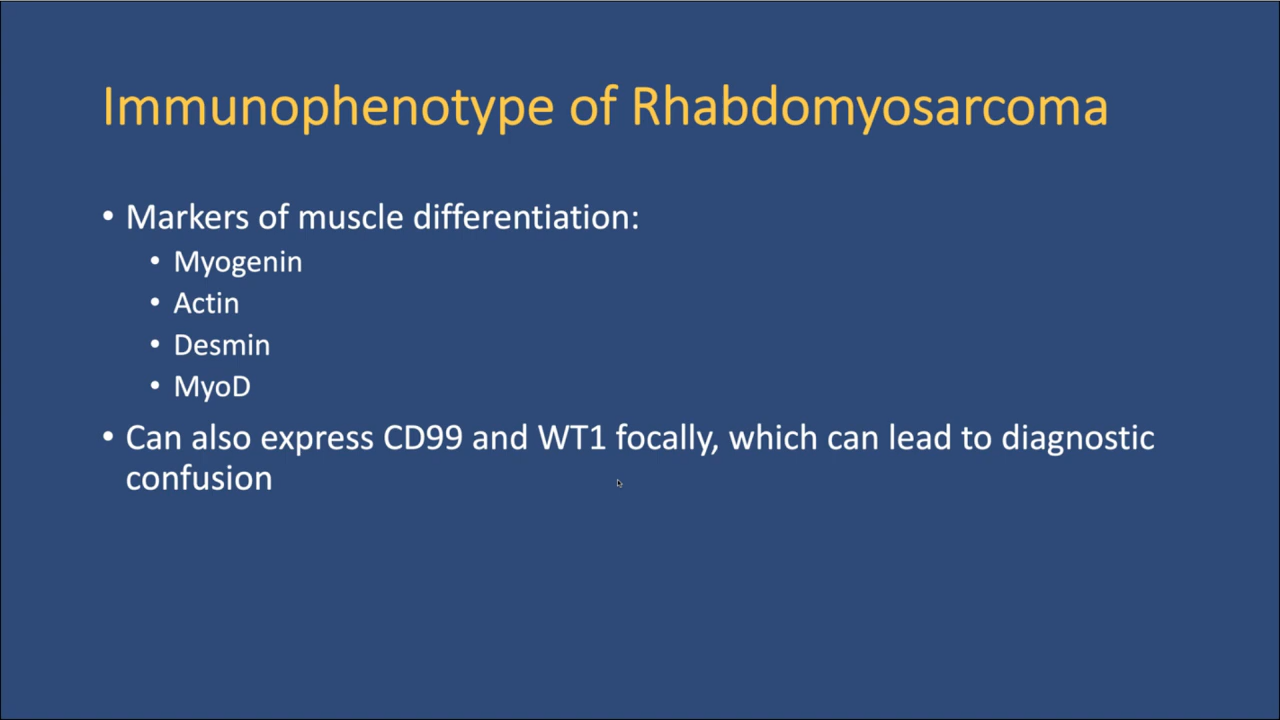 Immunophenotype of Rhabdomyosarcoma
• Markers of muscle differentiation:
• Myogenin
• Actin
• Desmin
• MyoD
• Can also express CD99 and WT1 focally, which can lead to diagnostic
confusion